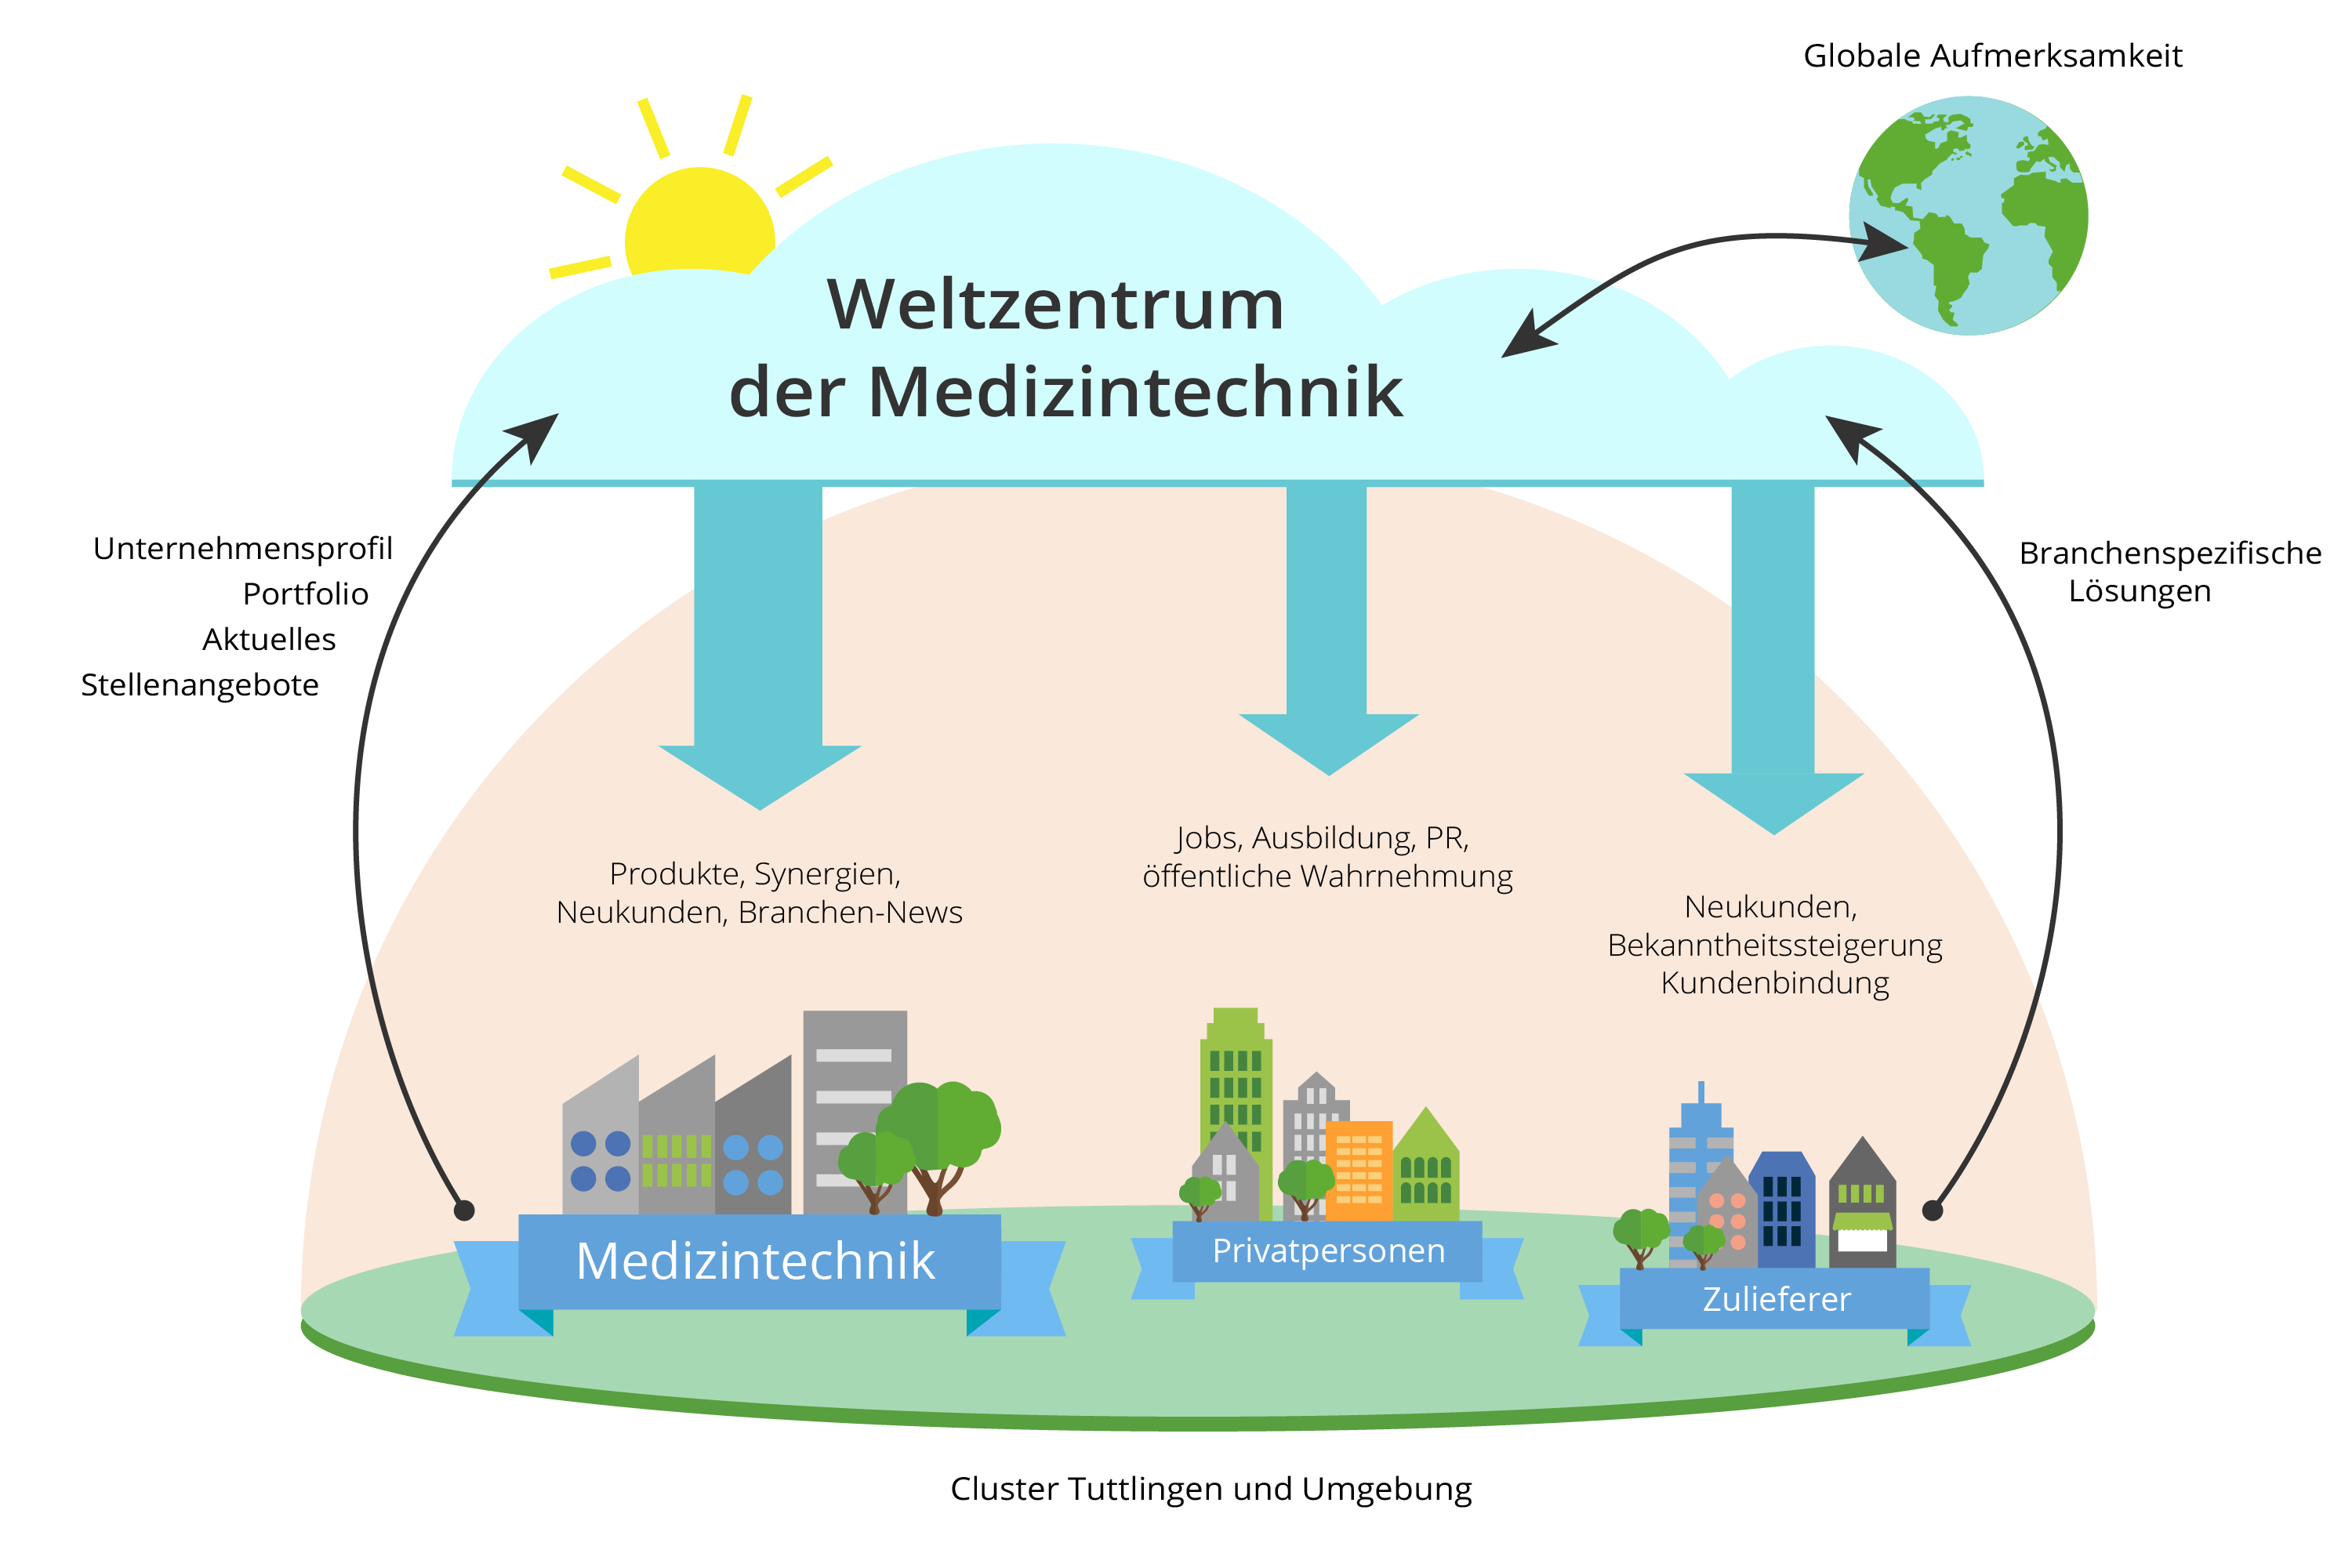 Globale Aufmerksamkeit
Weltzentrum
der Medizintechnik
Unternehmensprofil
Portfolio
Aktuelles
Stellenangebote
Branchenspezifische
Lösungen
Produkte, Synergien,
Neukunden, Branchen-News
Jobs, Ausbildung, PR,
öffentliche Wahrnehmung
Neukunden,
Bekanntheitssteigerung
Kundenbindung
Medizintechnik
Privatpersonen
Zulieferer
Cluster Tuttlingen und Umgebung